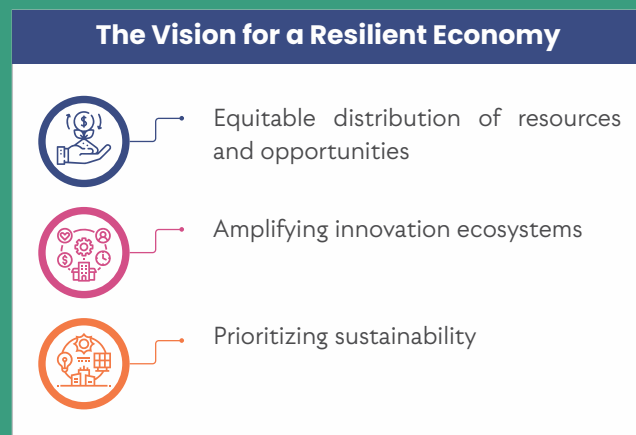 The Vision for a Resilient Economy
Equitable distribution of resources
and opportunities
Amplifying innovation ecosystems
Prioritizing sustainability